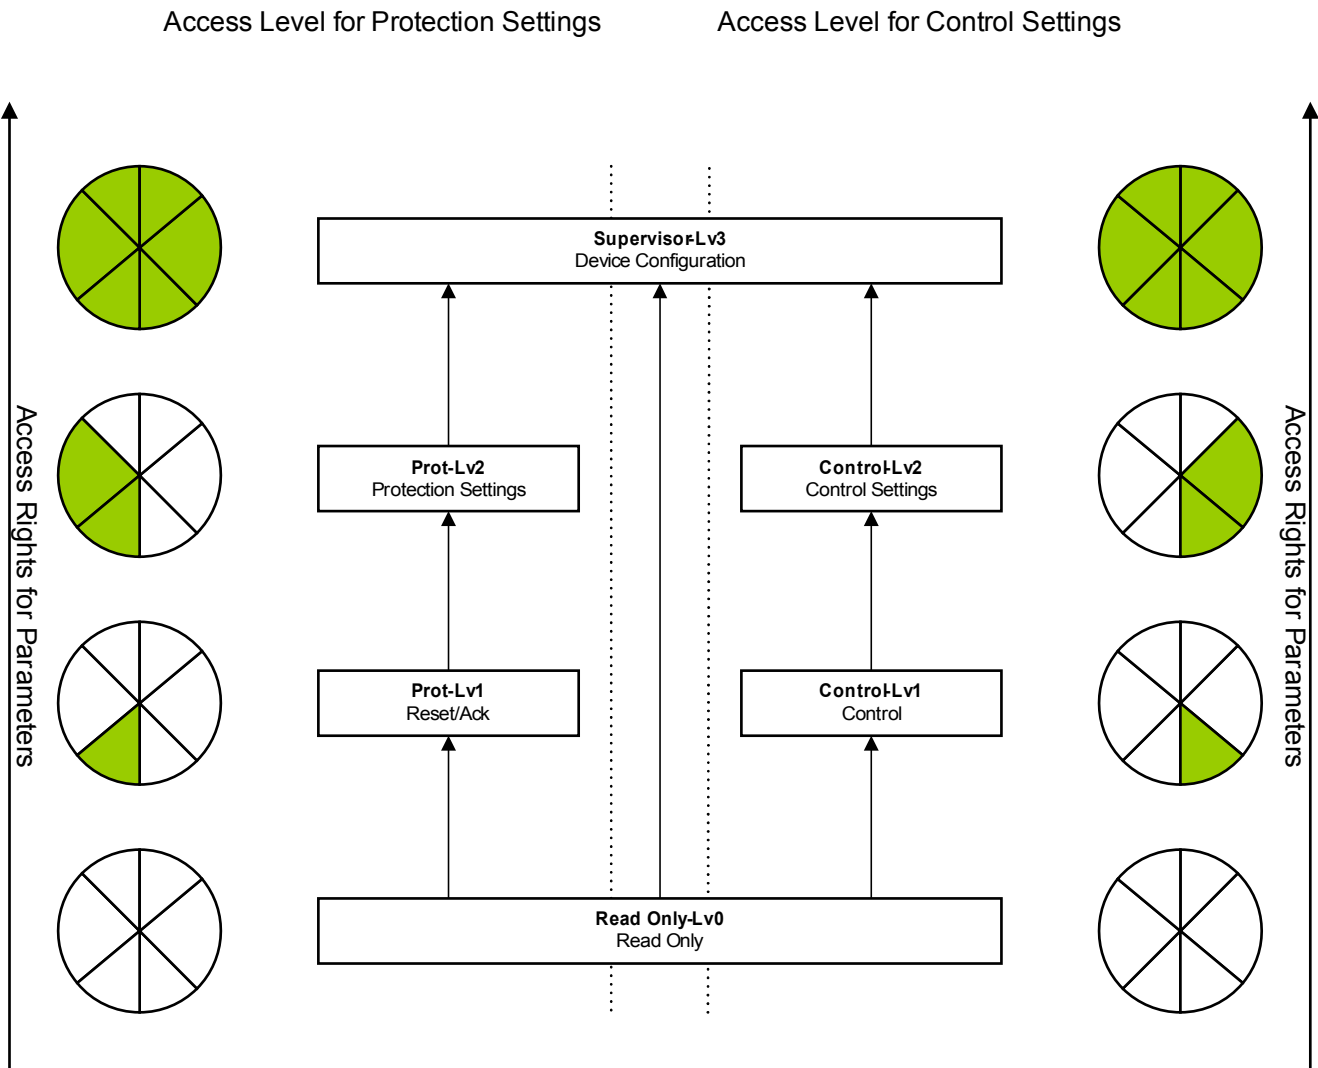 Access Level for Protection Settings
Access Level for Control Settings
Supervisor-Lv3
Device Configuration
Access Rights for Parameters
Prot-Lv2
Protection Settings
Control-Lv2
Control Settings
Access Rights for Parameters
Prot-Lv1
Reset/Ack
Control-Lv1
Control
Read Only-Lv0
Read Only